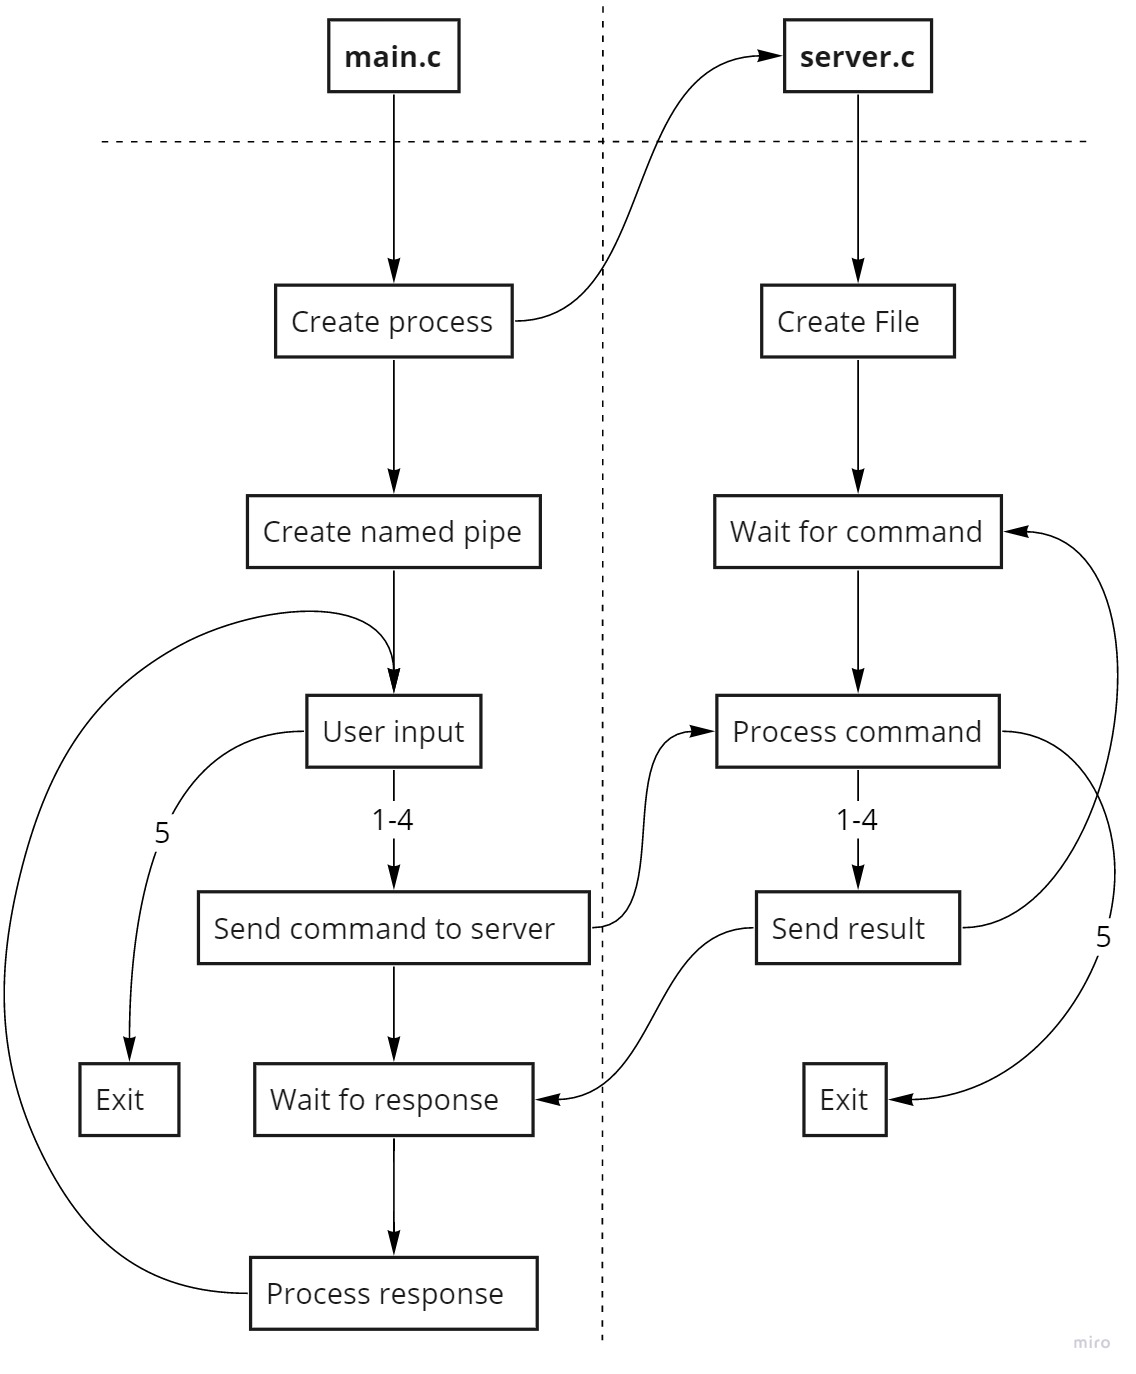 main.c
server.c
Create process
Create File
Create named pipe
Wait for command
User input
Process command
5
1-4
1-4
Send command to server
Send result
5
Exit
Wait fo response
Exit
Process response
miro